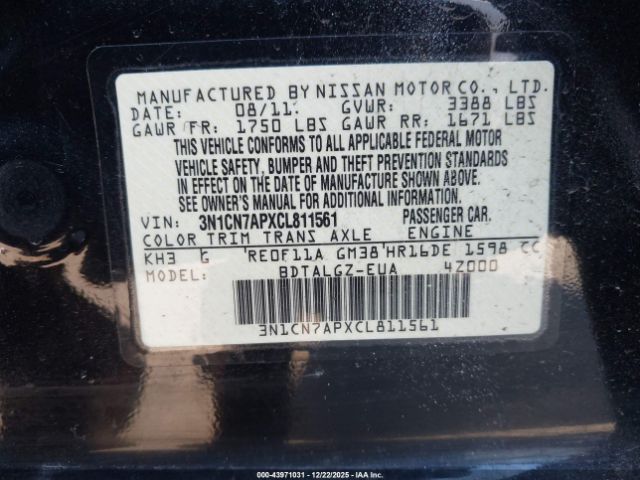 MANUFACTURED BY NISSAN MOTOR CO., LTD.
DATE: 08/11. GVWR: 3388 LBS
GAWR FR: 1750 LBS GAWR RR: 1671 LBS
THIS VEHICLE CONFORMS TO ALL APPLICABLE FEDERAL MOTOR
VEHICLE SAFETY, BUMPER AND THEFT PREVENTION STANDARDS
IN EFFECT ON THE DATE OF MANUFACTURE SHOWN ABOVE.
SEE OWNER'S MANUAL FOR ADDITIONAL INFORMATION.
VIN: 3N1CN7APXCL811561 PASSENGER CAR.
COLOR TRIM TRANS AXLE ENGINE
KH3 G 'RE0F11A GM38'HR16DE 1598 CC
MODEL: BDTALGZ-EUA 4Z000
3N1CN7APXCL811561
000-43971031 - 12/22/2025 - IAAC